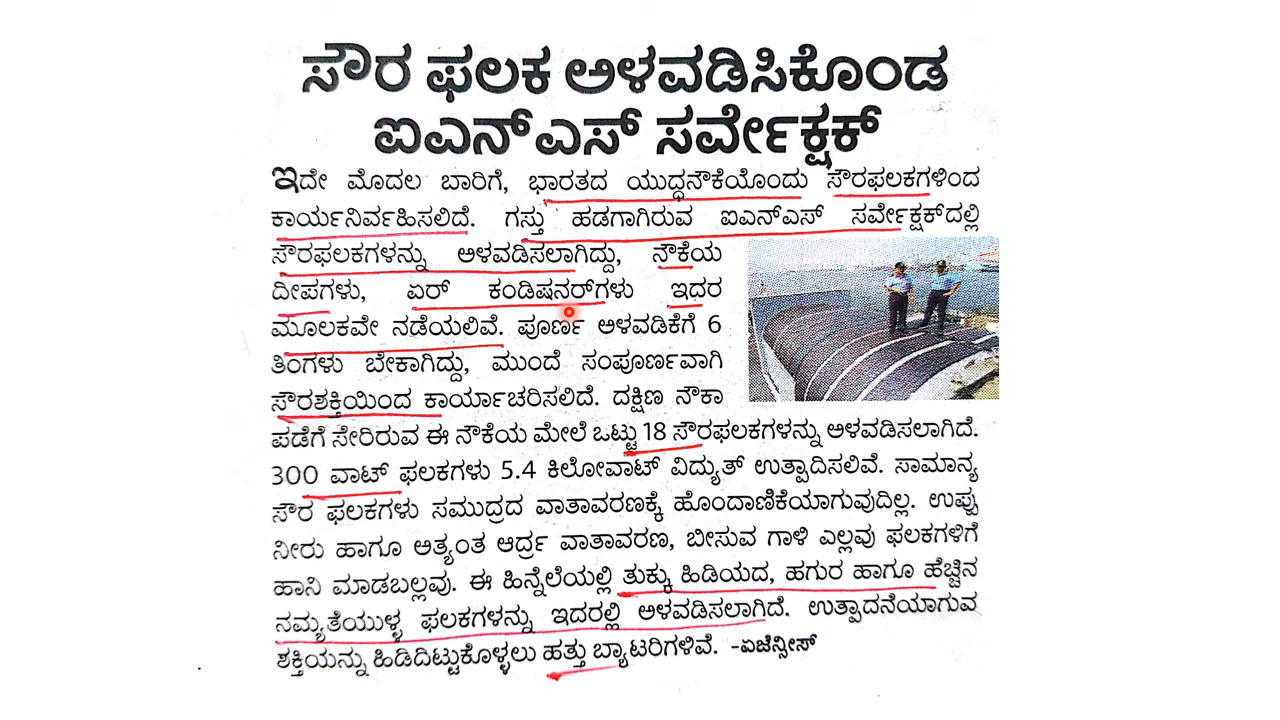 ಸೌರ ಫಲಕ ಅಳವಡಿಸಿಕೊಂಡ
ಐಎನ್ಎಸ್ ಸರ್ವೇಕ್ಷಕ್
ಇದೇ ಮೊದಲ ಬಾರಿಗೆ, ಭಾರತದ ಯುದ್ಧನೌಕೆಯೊಂದು ಸೌರಫಲಕಗಳಿಂದ
ಕಾರ್ಯನಿರ್ವಹಿಸಲಿದೆ. ಗಸ್ತು ಹಡಗಾಗಿರುವ ಐಎನ್ಎಸ್ ಸರ್ವೇಕ್ಷಕ್‌ದಲ್ಲಿ
ಸೌರಫಲಕಗಳನ್ನು ಅಳವಡಿಸಲಾಗಿದ್ದು, ನೌಕೆಯ
ದೀಪಗಳು, ಏರ್ ಕಂಡಿಷನರ್‌ಗಳು ಇದರ
ಮೂಲಕವೇ ನಡೆಯಲಿವೆ. ಪೂರ್ಣ ಅಳವಡಿಕೆಗೆ 6
ತಿಂಗಳು ಬೇಕಾಗಿದ್ದು, ಮುಂದೆ ಸಂಪೂರ್ಣವಾಗಿ
ಸೌರಶಕ್ತಿಯಿಂದ ಕಾರ್ಯಾಚರಿಸಲಿದೆ. ದಕ್ಷಿಣ ನೌಕಾ
ಪಡೆಗೆ ಸೇರಿರುವ ಈ ನೌಕೆಯ ಮೇಲೆ ಒಟ್ಟು 18 ಸೌರಫಲಕಗಳನ್ನು ಅಳವಡಿಸಲಾಗಿದೆ.
300 ವಾಟ್ ಫಲಕಗಳು 5.4 ಕಿಲೋವಾಟ್ ವಿದ್ಯುತ್ ಉತ್ಪಾದಿಸಲಿವೆ. ಸಾಮಾನ್ಯ
ಸೌರ ಫಲಕಗಳು ಸಮುದ್ರದ ವಾತಾವರಣಕ್ಕೆ ಹೊಂದಾಣಿಕೆಯಾಗುವುದಿಲ್ಲ. ಉಪ್ಪು
ನೀರು ಹಾಗೂ ಅತ್ಯಂತ ಆರ್ದ್ರ ವಾತಾವರಣ, ಬೀಸುವ ಗಾಳಿ ಎಲ್ಲವು ಫಲಕಗಳಿಗೆ
ಹಾನಿ ಮಾಡಬಲ್ಲವು. ಈ ಹಿನ್ನೆಲೆಯಲ್ಲಿ ತುಕ್ಕು ಹಿಡಿಯದ, ಹಗುರ ಹಾಗೂ ಹೆಚ್ಚಿನ
ನಮ್ಯತೆಯುಳ್ಳ ಫಲಕಗಳನ್ನು ಇದರಲ್ಲಿ ಅಳವಡಿಸಲಾಗಿದೆ. ಉತ್ಪಾದನೆಯಾಗುವ
ಶಕ್ತಿಯನ್ನು ಹಿಡಿದಿಟ್ಟುಕೊಳ್ಳಲು ಹತ್ತು ಬ್ಯಾಟರಿಗಳಿವೆ. -ಏಜೆನ್ಸೀಸ್